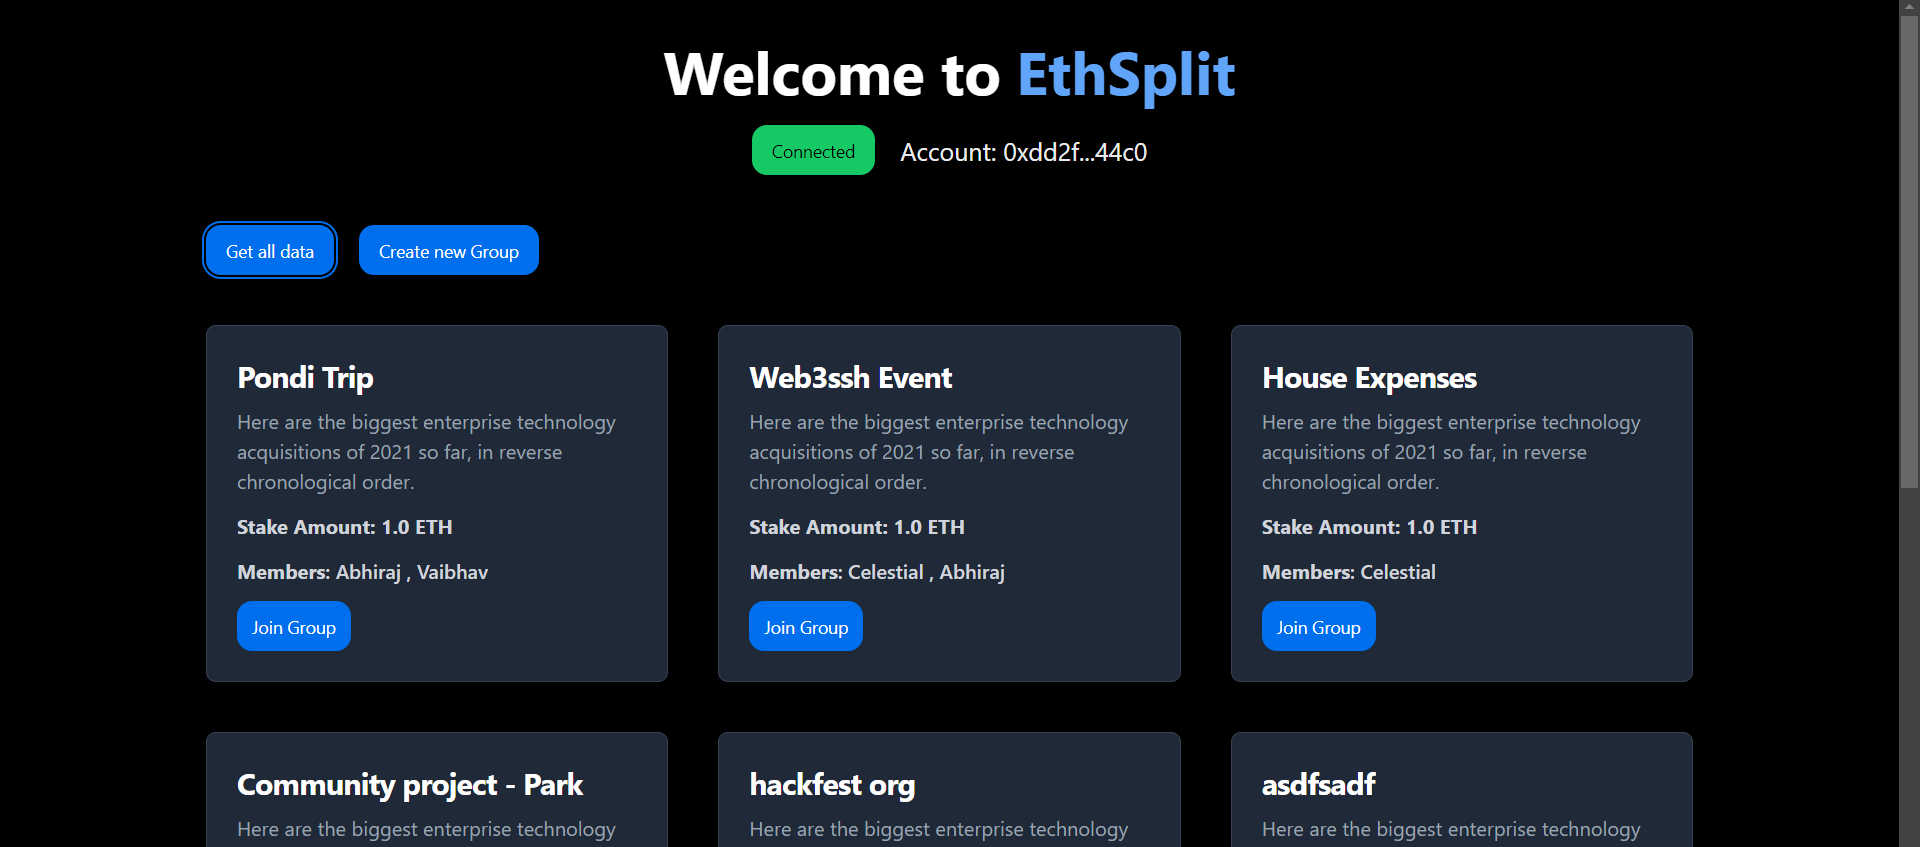 Welcome to EthSplit
Connected
Account: 0xdd2f...44c0
Get all data
Create new Group
Pondi Trip
Here are the biggest enterprise technology
acquisitions of 2021 so far, in reverse
chronological order.
Stake Amount: 1.0 ETH
Members: Abhiraj , Vaibhav
Join Group
Web3ssh Event
Here are the biggest enterprise technology
acquisitions of 2021 so far, in reverse
chronological order.
Stake Amount: 1.0 ETH
Members: Celestial , Abhiraj
Join Group
House Expenses
Here are the biggest enterprise technology
acquisitions of 2021 so far, in reverse
chronological order.
Stake Amount: 1.0 ETH
Members: Celestial
Join Group
Community project - Park
Here are the biggest enterprise technology
hackfest org
Here are the biggest enterprise technology
asdfsadf
Here are the biggest enterprise technology